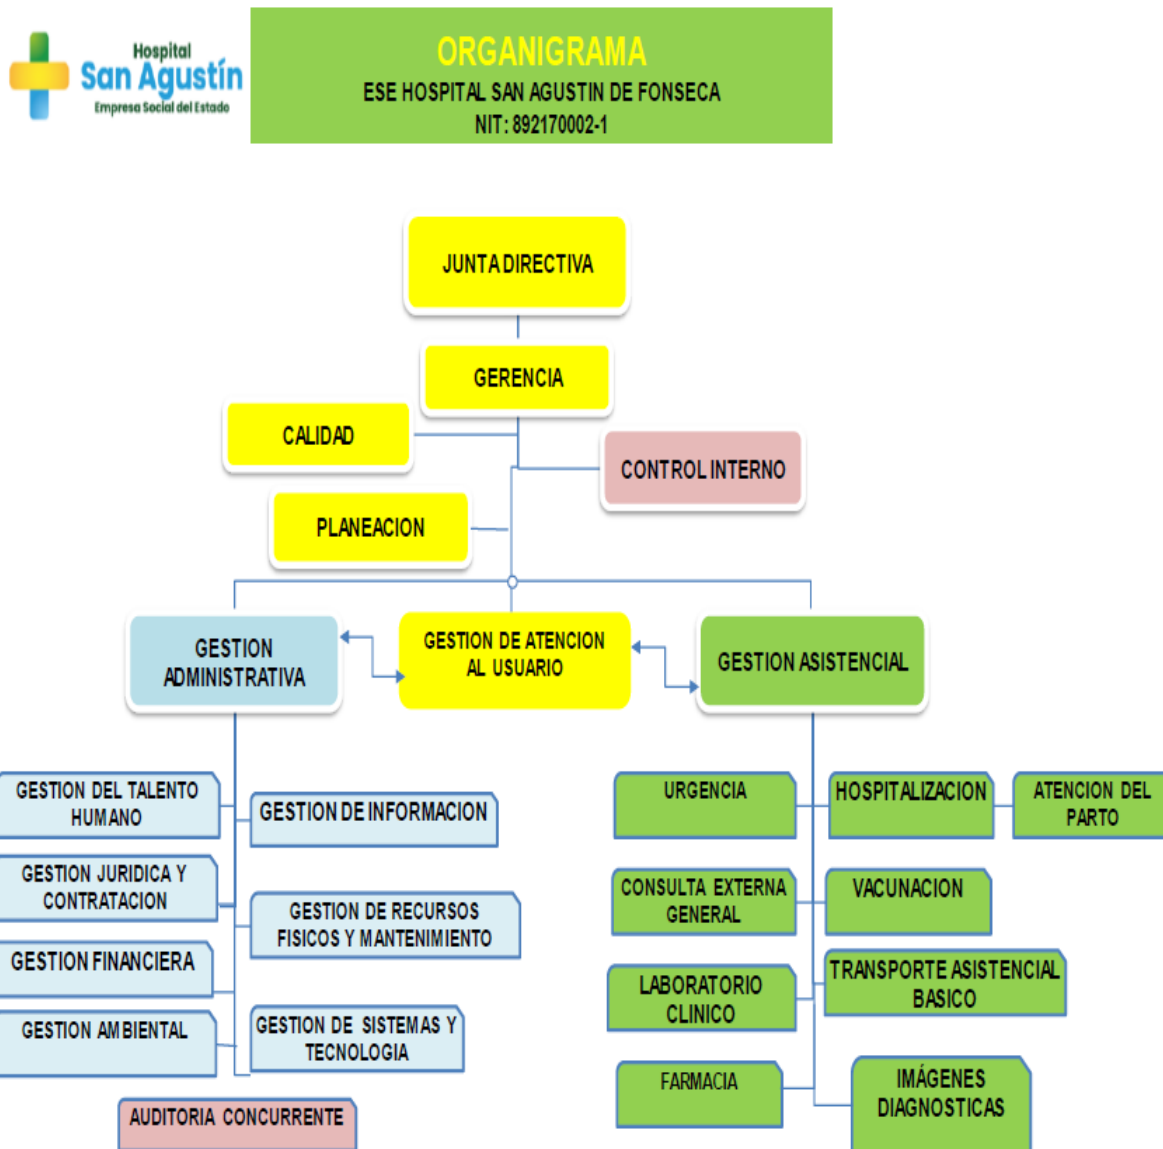 Hospital
San Agustín
Empresa Social del Estado
ORGANIGRAMA
ESE HOSPITAL SAN AGUSTIN DE FONSECA
NIT: 892170002-1
JUNTA DIRECTIVA
GERENCIA
CALIDAD
CONTROL INTERNO
PLANEACION
GESTION
ADMINISTRATIVA
GESTION DE ATENCION
AL USUARIO
GESTION ASISTENCIAL
GESTION DEL TALENTO
HUMANO
GESTION DE INFORMACION
GESTION JURIDICA Y
CONTRATACION
GESTION DE RECURSOS
FISICOS Y MANTENIMIENTO
GESTION FINANCIERA
GESTION AMBIENTAL
GESTION DE SISTEMAS Y
TECNOLOGIA
AUDITORIA CONCURRENTE
URGENCIA
HOSPITALIZACION
ATENCION DEL
PARTO
CONSULTA EXTERNA
GENERAL
VACUNACION
LABORATORIO
CLINICO
TRANSPORTE ASISTENCIAL
BASICO
FARMACIA
IMÁGENES
DIAGNOSTICAS